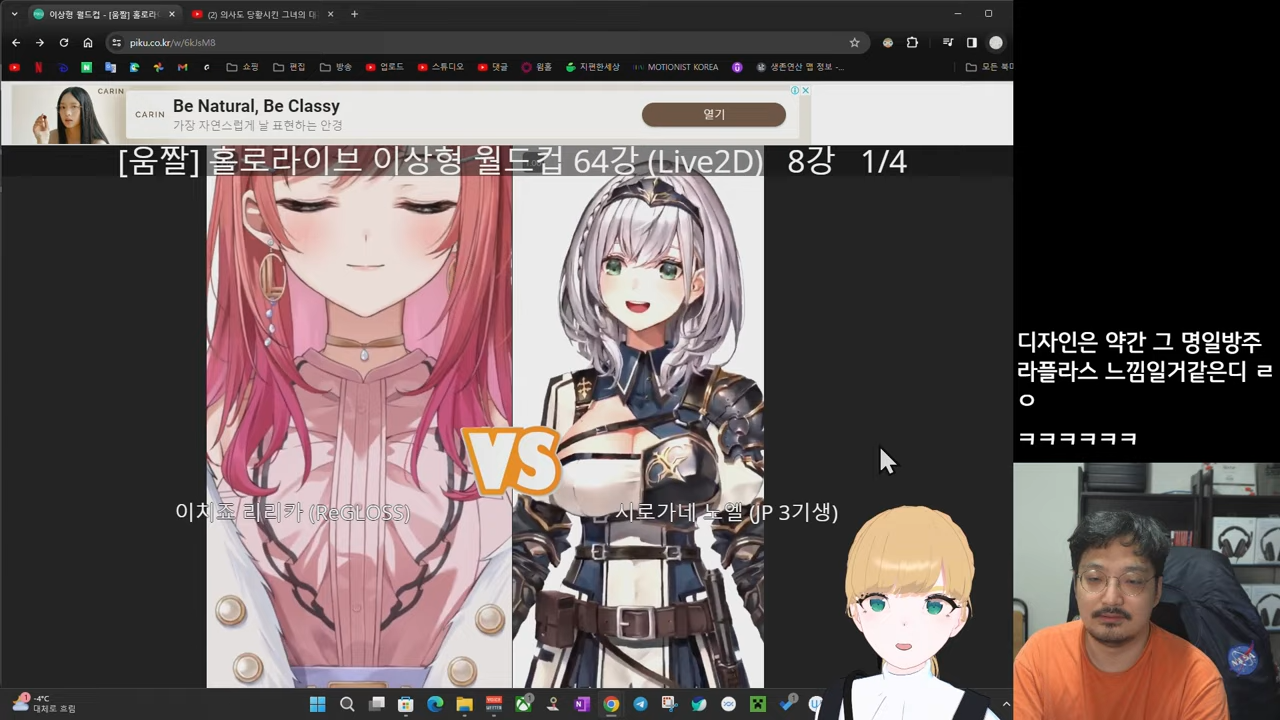 이상형 월드컵 - [움짤] 홀로라이
(2) 의사도 당황시킨 그녀의 대
piku.co.kr/w/6kJsM8
쇼핑
편집
방송
업로드
스튜디오
댓글
윔홀
지편한세상
MOTIONIST KOREA
생존연산 맵 정보 -...
모든 북마
CARIN
CARIN
Be Natural, Be Classy
가장 자연스럽게 날 표현하는 안경
열기
[움짤] 홀로라이브 이상형 월드컵 64강 (Live2D) 8강 1/4
VS
이치죠 리리카 (ReGLOSS)
시로가네 노엘 (JP 3기생)
디자인은 약간 그 명일방주
라플라스 느낌일거같은디 ㄹ
ㅇ
ㅋㅋㅋㅋㅋㅋ
-4°C
대체로 흐림